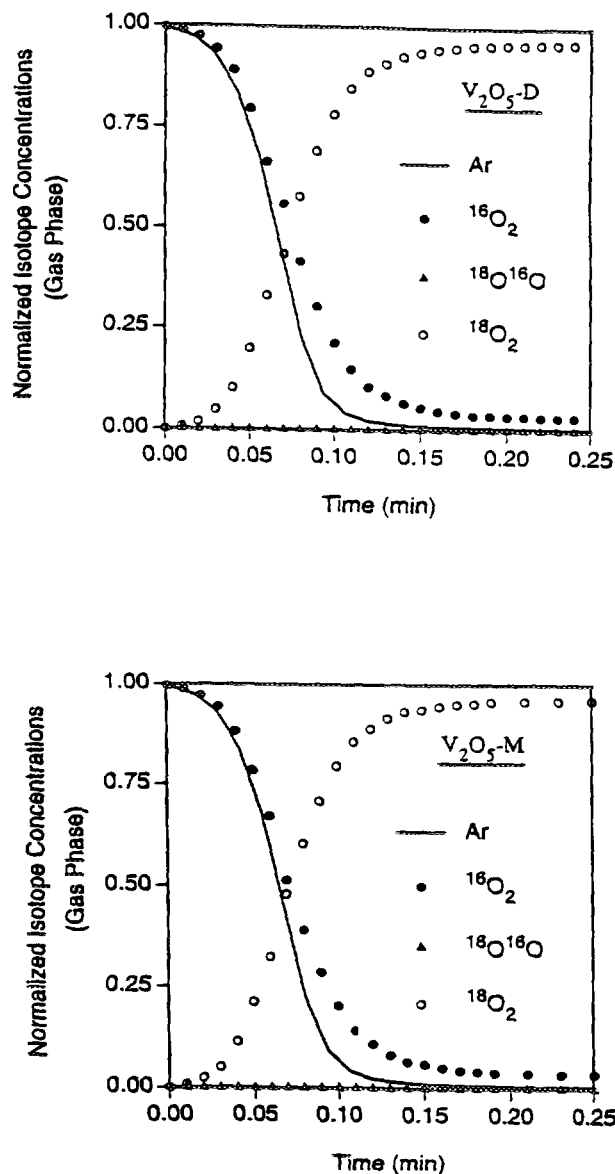 Normalized Isotope Concentrations
(Gas Phase)
1.00
0.75
0.50
0.25
0.00
V2O5-D
Ar
16O2
18O16O
18O2
0.00 0.05 0.10 0.15 0.20 0.25
Time (min)
Normalized Isotope Concentrations
(Gas Phase)
1.00
0.75
0.50
0.25
0.00
V2O5-M
Ar
16O2
18O16O
18O2
0.00 0.05 0.10 0.15 0.20 0.25
Time (min)